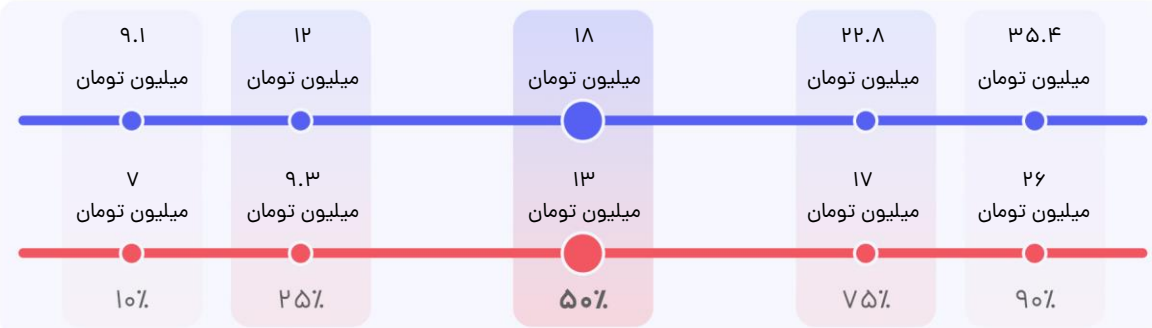 ۹.۱ ۱۲ ۱۸ ۲۲.۸ ۳۵.۴
میلیون تومان میلیون تومان میلیون تومان میلیون تومان میلیون تومان
۷ ۹.۳ ۱۳ ۱۷ ۲۶
میلیون تومان میلیون تومان میلیون تومان میلیون تومان میلیون تومان
۱۰٪ ۲۵٪ ۵۰٪ ۷۵٪ ۹۰٪